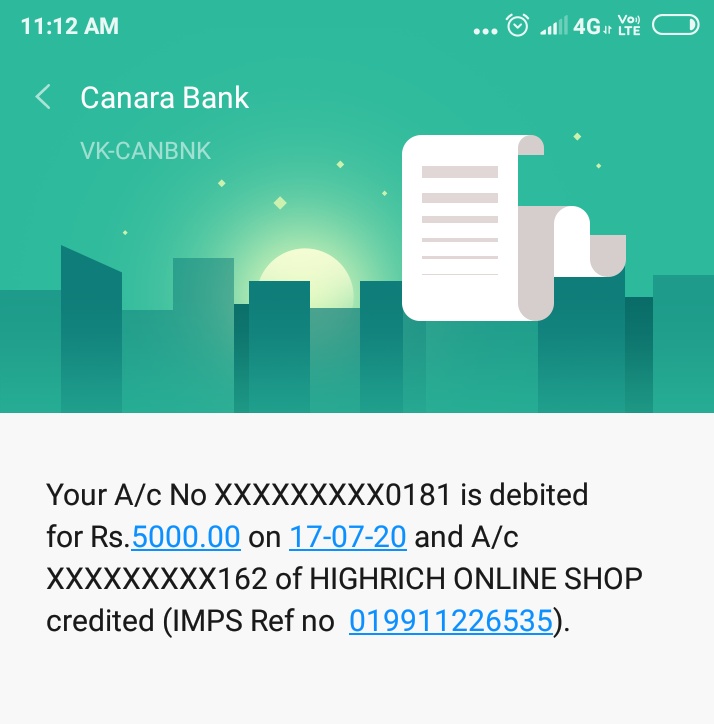 11:12 AM
4G
Vo))
LTE
Canara Bank
VK-CANBNK
Your A/c No XXXXXXXXX0181 is debited
for Rs.5000.00 on 17-07-20 and A/c
XXXXXXXXX162 of HIGHRICH ONLINE SHOP
credited (IMPS Ref no  019911226535).